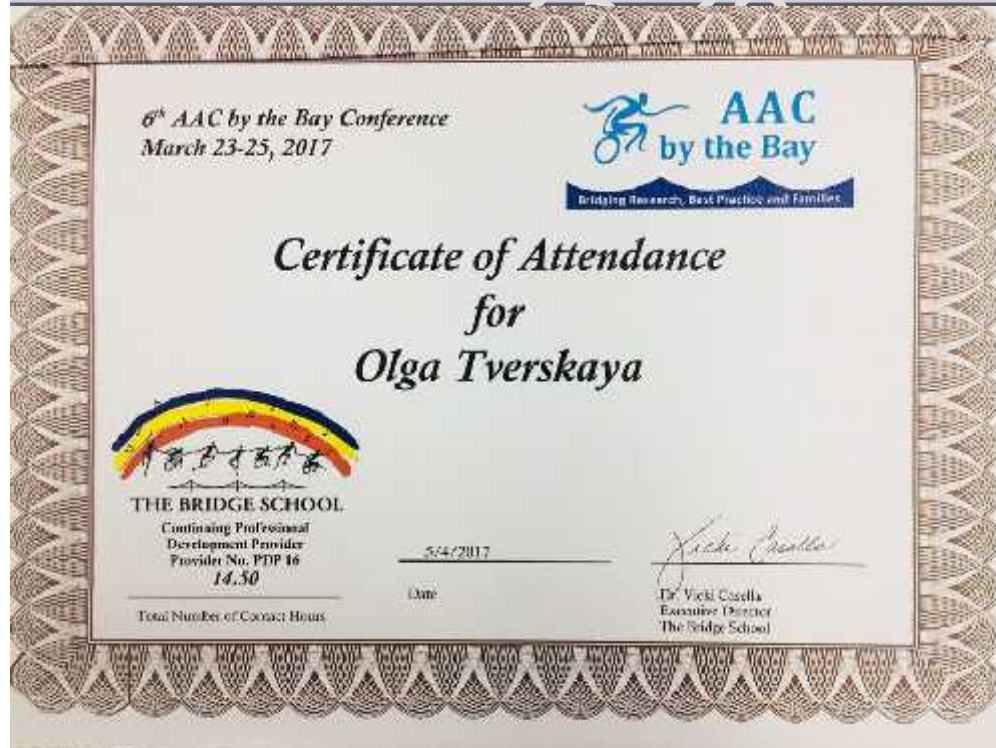 6th AAC by the Bay Conference
March 23-25, 2017
AAC
by the Bay
Bridging Research, Best Practice and Families
Certificate of Attendance
for
Olga Tverskaya
THE BRIDGE SCHOOL
Continuing Professional
Development Provider
Provider No. PDP 16
14.50
Total Number of Contact Hours
5/4/2017
Date
Vicki Casella
Dr. Vicki Casella
Executive Director
The Bridge School